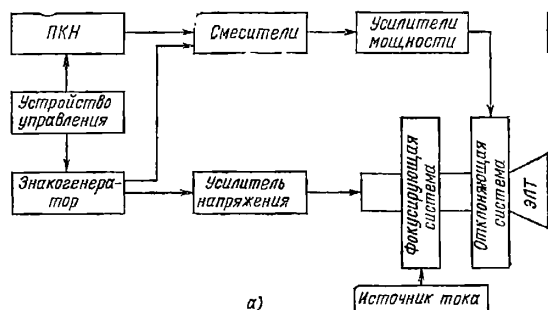 ПКН
Смесители
Усилители
мощности
Устройство
управления
Знакогенера-
тор
Усилитель
напряжения
Фокусирующая
система
Отклоняющая
система
ЭЛТ
а)
Источник тока